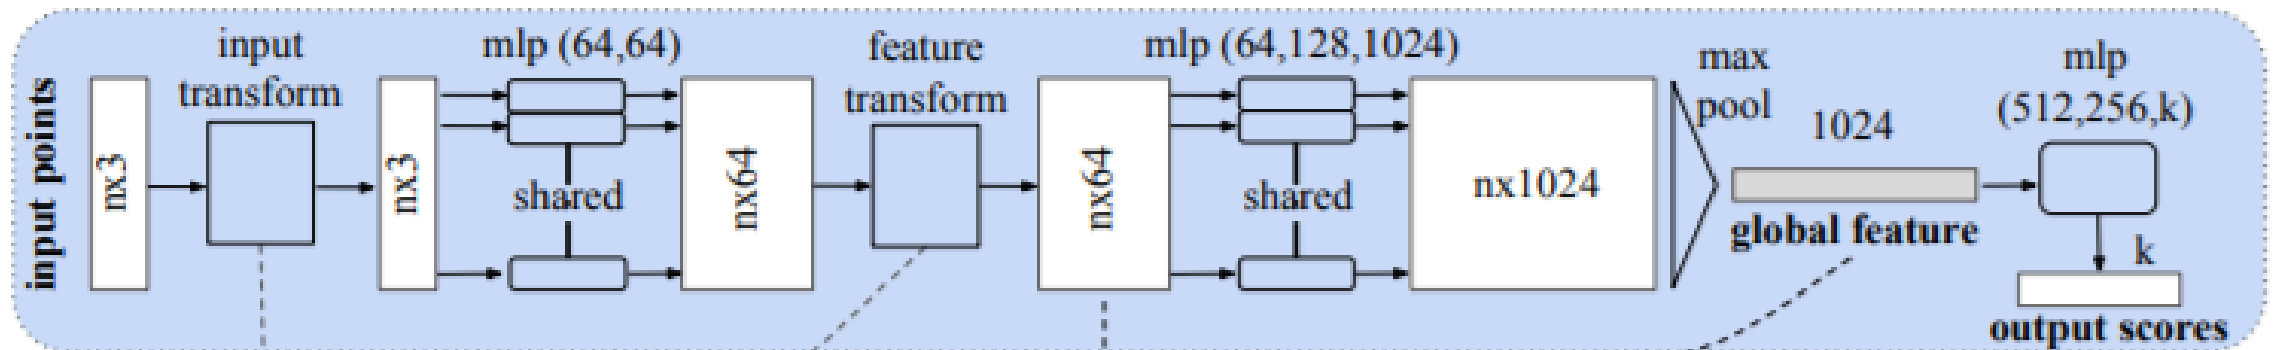 input points
nx3
input
transform
nx3
mlp (64,64)
shared
nx64
feature
transform
nx64
mlp (64,128,1024)
shared
nx1024
max
pool
1024
global feature
mlp
(512,256,k)
k
output scores